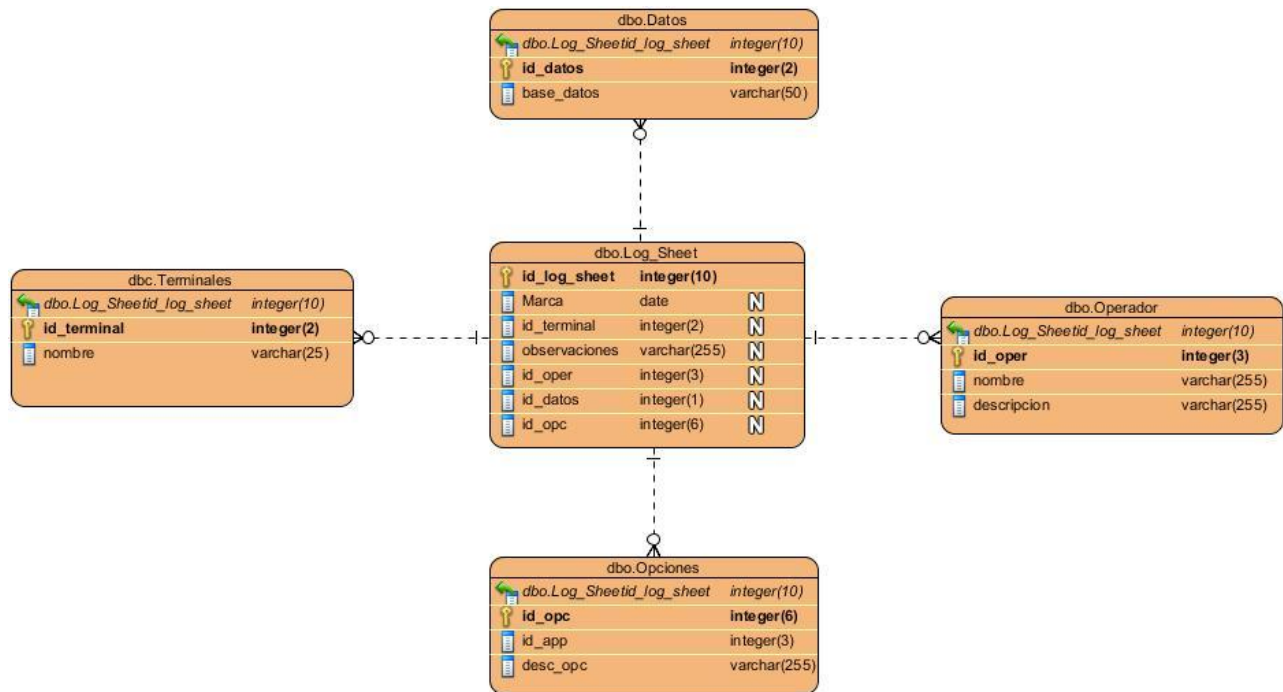 dbo.Datos
dbo.Log_Sheetid_log_sheet integer(10)
id_datos integer(2)
base_datos varchar(50)
dbo.Log_Sheet
id_log_sheet integer(10)
Marca date N
id_terminal integer(2) N
observaciones varchar(255) N
id_oper integer(3) N
id_datos integer(1) N
id_opc integer(6) N
dbc.Terminales
dbo.Log_Sheetid_log_sheet integer(10)
id_terminal integer(2)
nombre varchar(25)
dbo.Operador
dbo.Log_Sheetid_log_sheet integer(10)
id_oper integer(3)
nombre varchar(255)
descripcion varchar(255)
dbo.Opciones
dbo.Log_Sheetid_log_sheet integer(10)
id_opc integer(6)
id_app integer(3)
desc_opc varchar(255)